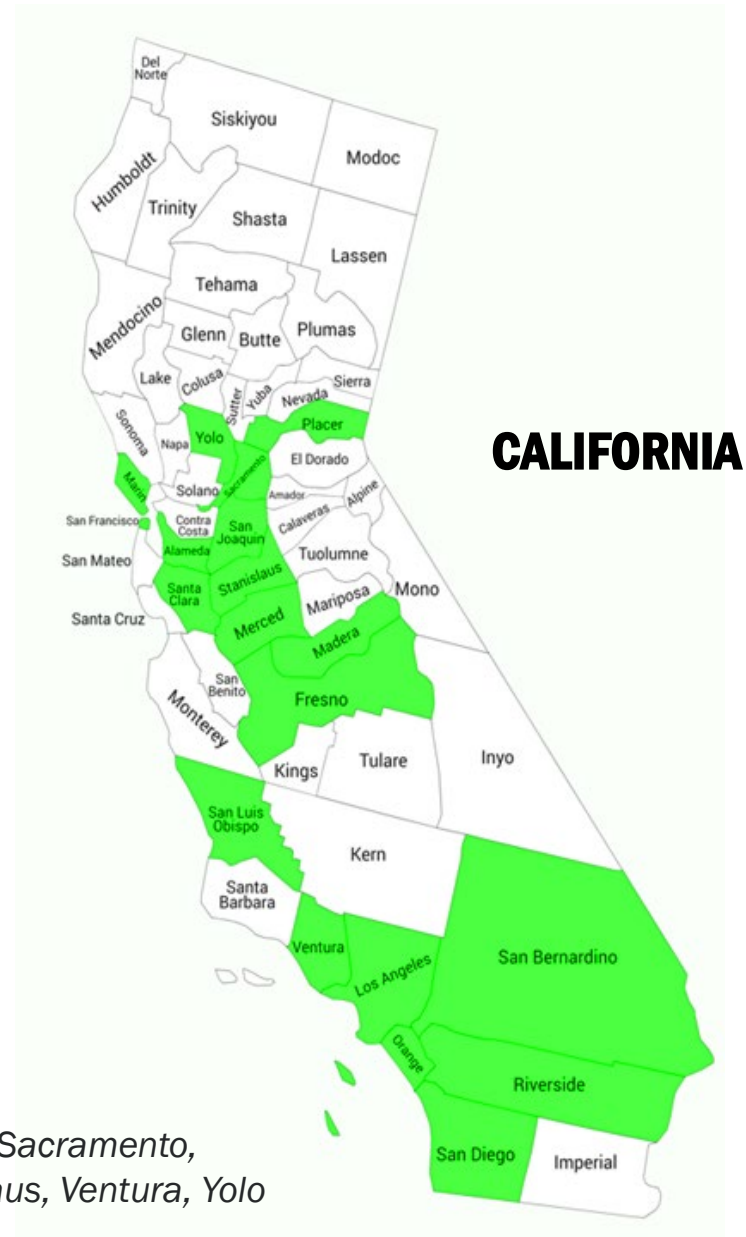 Del
Norte
Siskiyou
Modoc
Humboldt
Trinity
Shasta
Lassen
Tehama
Mendocino
Glenn
Butte
Plumas
Lake
Colusa
Sutter
Yuba
Nevada
Sierra
Placer
Sonoma
Napa
Yolo
CALIFORNIA
El Dorado
Marin
Solano
Sacramento
Amador
Alpine
San Francisco
Contra
Costa
San
Joaquin
Calaveras
Alameda
Tuolumne
San Mateo
Santa
Clara
Stanislaus
Mariposa
Mono
Santa Cruz
Merced
Madera
San
Benito
Fresno
Monterey
Kings
Tulare
Inyo
San Luis
Obispo
Kern
Santa
Barbara
Ventura
Los Angeles
San Bernardino
Orange
Riverside
San Diego
Imperial
Sacramento,
us, Ventura, Yolo